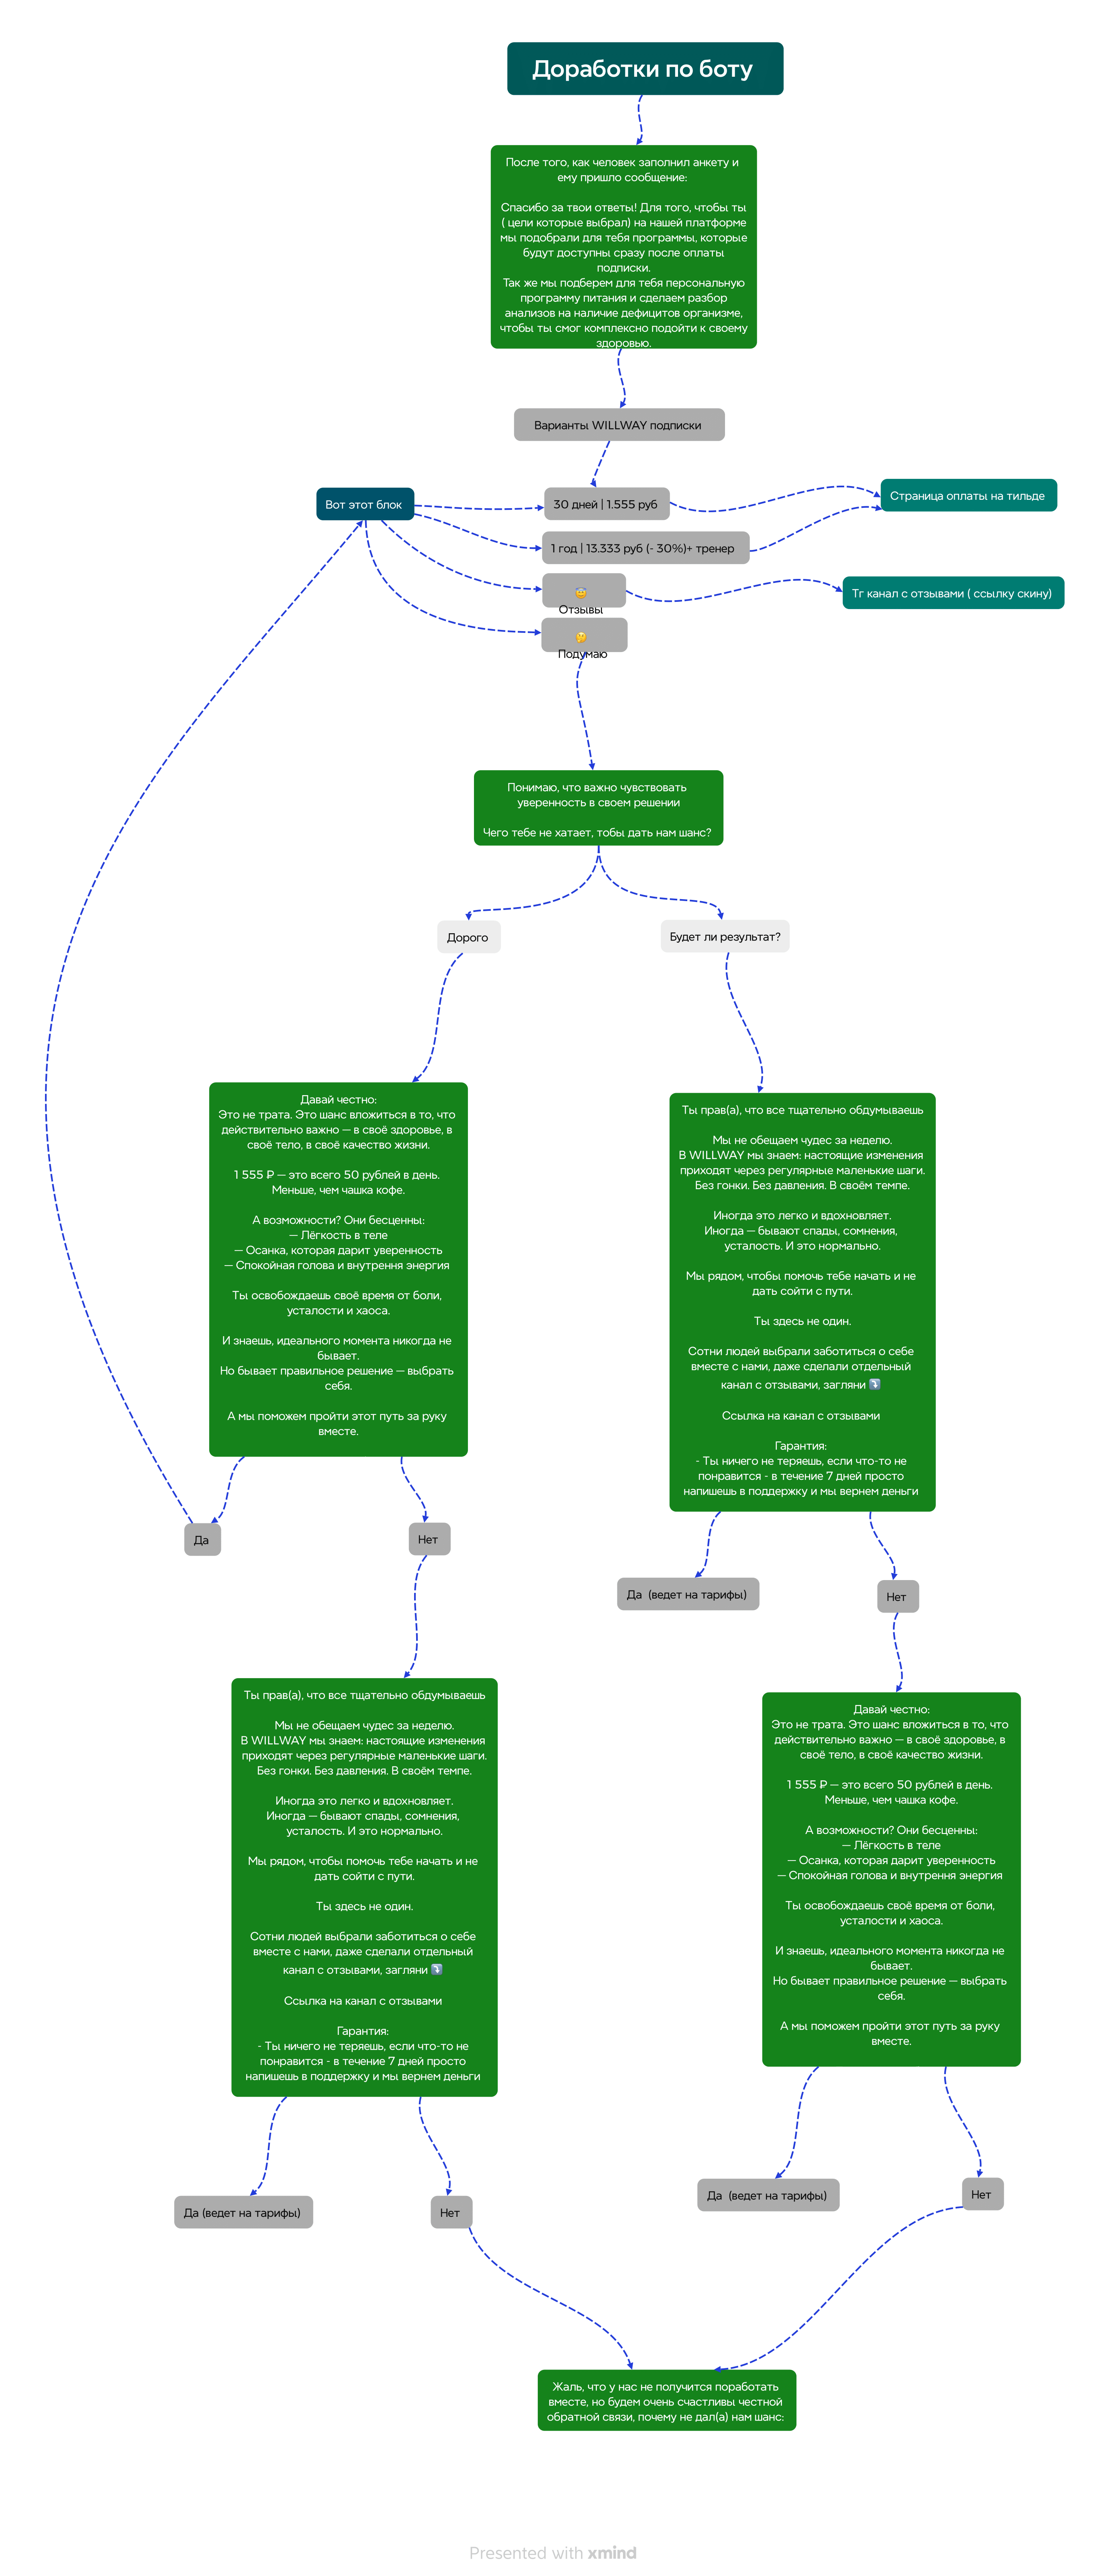 Доработки по боту
После того, как человек заполнил анкету и
ему пришло сообщение:
Спасибо за твои ответы! Для того, чтобы ты
( цели которые выбрал) на нашей платформе
мы подобрали для тебя программы, которые
будут доступны сразу после оплаты
подписки.
Так же мы подберем для тебя персональную
программу питания и сделаем разбор
анализов на наличие дефицитов организме,
чтобы ты смог комплексно подойти к своему
здоровью.
Варианты WILLWAY подписки
Вот этот блок
30 дней | 1.555 руб
Страница оплаты на тильде
1 год | 13.333 руб (- 30%)+ тренер
😇
Отзывы
Тг канал с отзывами ( ссылку скину)
🤔
Подумаю
Понимаю, что важно чувствовать
уверенность в своем решении
Чего тебе не хатает, тобы дать нам шанс?
Дорого
Будет ли результат?
Давай честно:
Это не трата. Это шанс вложиться в то, что
действительно важно — в своё здоровье, в
своё тело, в своё качество жизни.
1 555 ₽ — это всего 50 рублей в день.
Меньше, чем чашка кофе.
А возможности? Они бесценны:
— Лёгкость в теле
— Осанка, которая дарит уверенность
— Спокойная голова и внутрення энергия
Ты освобождаешь своё время от боли,
усталости и хаоса.
И знаешь, идеального момента никогда не
бывает.
Но бывает правильное решение — выбрать
себя.
А мы поможем пройти этот путь за руку
вместе.
Ты прав(а), что все тщательно обдумываешь
Мы не обещаем чудес за неделю.
В WILLWAY мы знаем: настоящие изменения
приходят через регулярные маленькие шаги.
Без гонки. Без давления. В своём темпе.
Иногда это легко и вдохновляет.
Иногда — бывают спады, сомнения,
усталость. И это нормально.
Мы рядом, чтобы помочь тебе начать и не
дать сойти с пути.
Ты здесь не один.
Сотни людей выбрали заботиться о себе
вместе с нами, даже сделали отдельный
канал с отзывами, загляни ⤵️
Ссылка на канал с отзывами
Гарантия:
- Ты ничего не теряешь, если что-то не
понравится - в течение 7 дней просто
напишешь в поддержку и мы вернем деньги
Да
Нет
Да (ведет на тарифы)
Нет
Ты прав(а), что все тщательно обдумываешь
Мы не обещаем чудес за неделю.
В WILLWAY мы знаем: настоящие изменения
приходят через регулярные маленькие шаги.
Без гонки. Без давления. В своём темпе.
Иногда это легко и вдохновляет.
Иногда — бывают спады, сомнения,
усталость. И это нормально.
Мы рядом, чтобы помочь тебе начать и не
дать сойти с пути.
Ты здесь не один.
Сотни людей выбрали заботиться о себе
вместе с нами, даже сделали отдельный
канал с отзывами, загляни ⤵️
Ссылка на канал с отзывами
Гарантия:
- Ты ничего не теряешь, если что-то не
понравится - в течение 7 дней просто
напишешь в поддержку и мы вернем деньги
Давай честно:
Это не трата. Это шанс вложиться в то, что
действительно важно — в своё здоровье, в
своё тело, в своё качество жизни.
1 555 ₽ — это всего 50 рублей в день.
Меньше, чем чашка кофе.
А возможности? Они бесценны:
— Лёгкость в теле
— Осанка, которая дарит уверенность
— Спокойная голова и внутрення энергия
Ты освобождаешь своё время от боли,
усталости и хаоса.
И знаешь, идеального момента никогда не
бывает.
Но бывает правильное решение — выбрать
себя.
А мы поможем пройти этот путь за руку
вместе.
Да (ведет на тарифы)
Нет
Да (ведет на тарифы)
Нет
Жаль, что у нас не получится поработать
вместе, но будем очень счастливы честной
обратной связи, почему не дал(а) нам шанс:
Presented with xmind